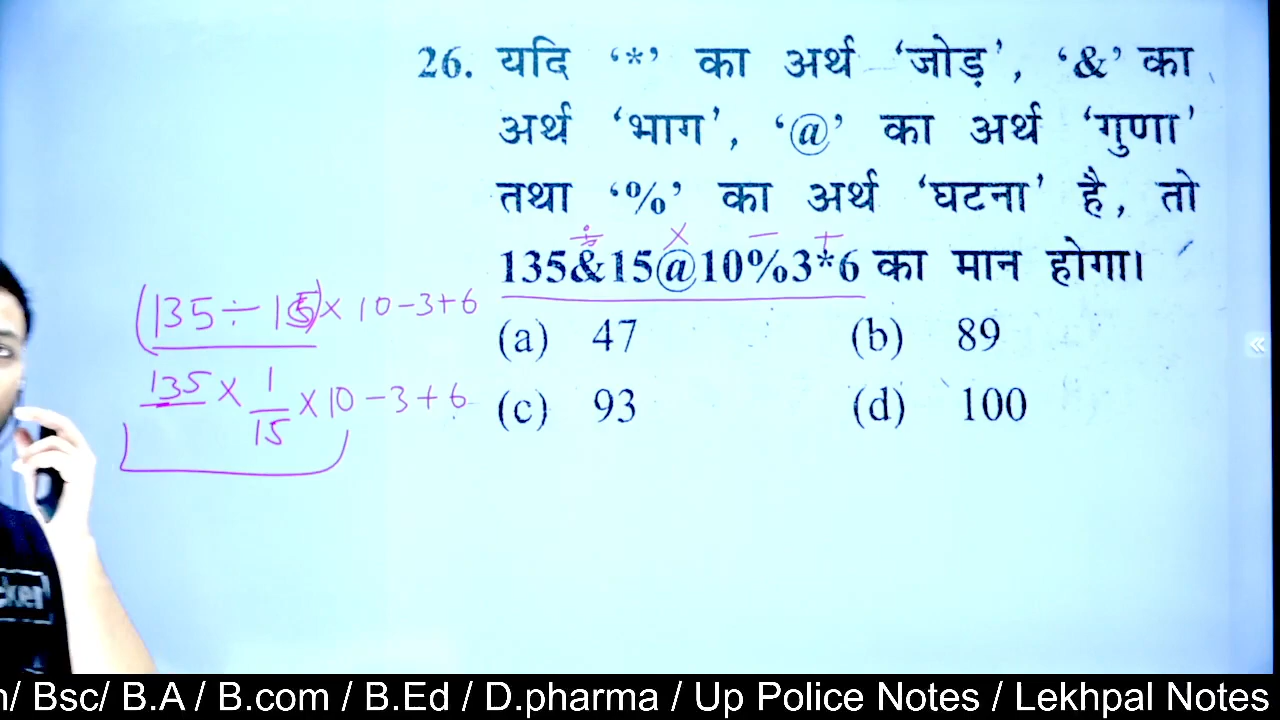 26. यदि ‘*’ का अर्थ ‘जोड़’, ‘&’ का
अर्थ ‘भाग’, ‘@’ का अर्थ ‘गुणा’
तथा ‘%’ का अर्थ ‘घटना’ है, तो
÷ × − +
135&15@10%3*6 का मान होगा।
(a) 47 (b) 89
(c) 93 (d) 100
(135÷15)× 10−3+6
135 × 1/15 × 10 −3 + 6
cker
n/ Bsc/ B.A / B.com / B.Ed / D.pharma / Up Police Notes / Lekhpal Notes